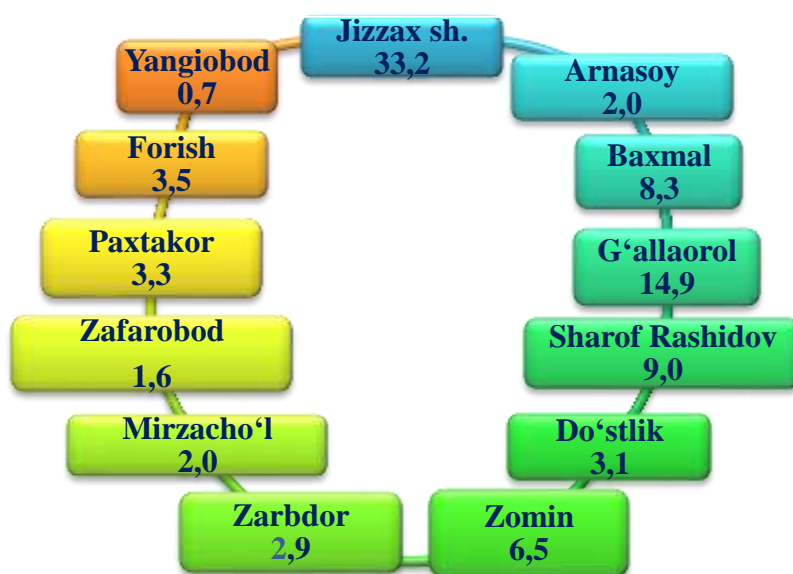 Jizzax sh.
33,2
Arnasoy
2,0
Baxmal
8,3
G‘allaorol
14,9
Sharof Rashidov
9,0
Do‘stlik
3,1
Zomin
6,5
Zarbdor
2,9
Mirzacho‘l
2,0
Zafarobod
1,6
Paxtakor
3,3
Forish
3,5
Yangiobod
0,7